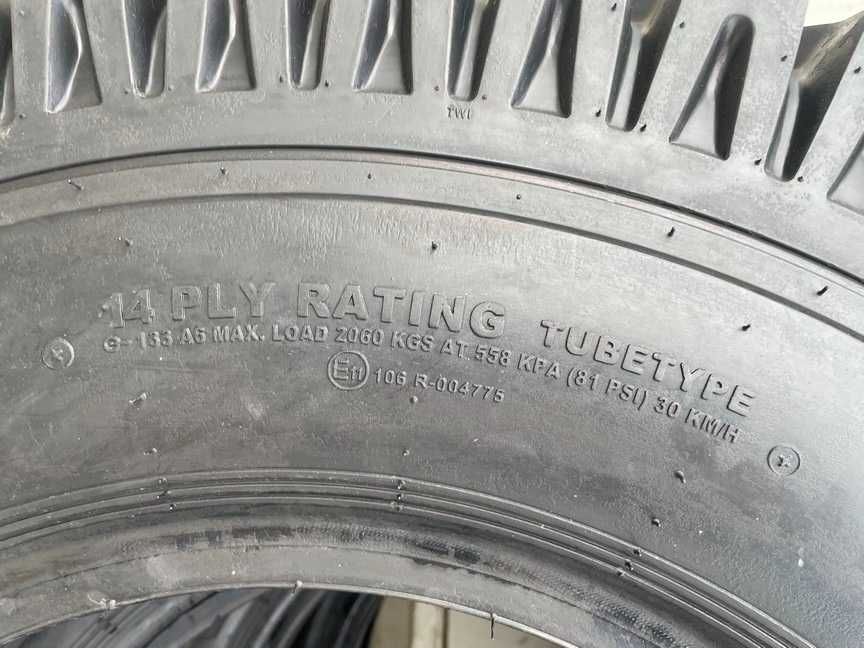 TWI
14 PLY RATING TUBETYPE
G- 133 A6 MAX. LOAD 2060 KGS AT 558 KPA (81 PSI) 30 KM/H
E11 106 R-004775